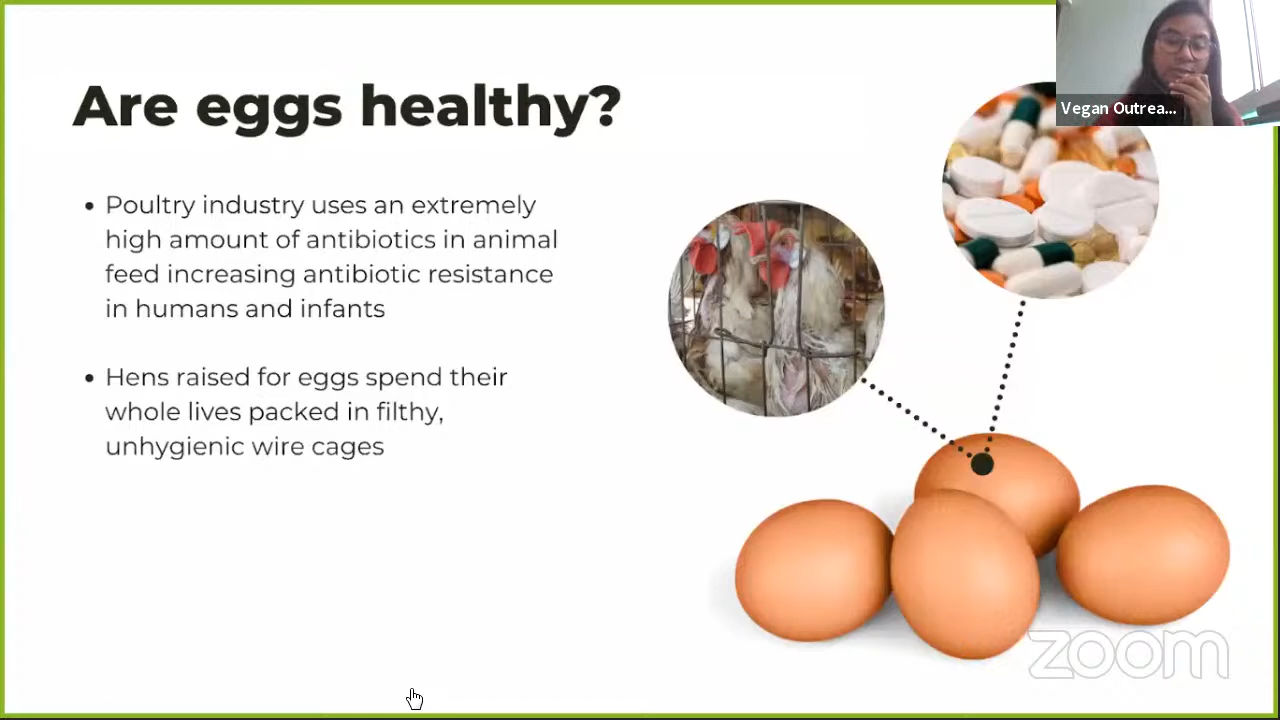 Are eggs healthy?
Vegan Outrea...
Poultry industry uses an extremely
high amount of antibiotics in animal
feed increasing antibiotic resistance
in humans and infants
Hens raised for eggs spend their
whole lives packed in filthy,
unhygienic wire cages
zoom